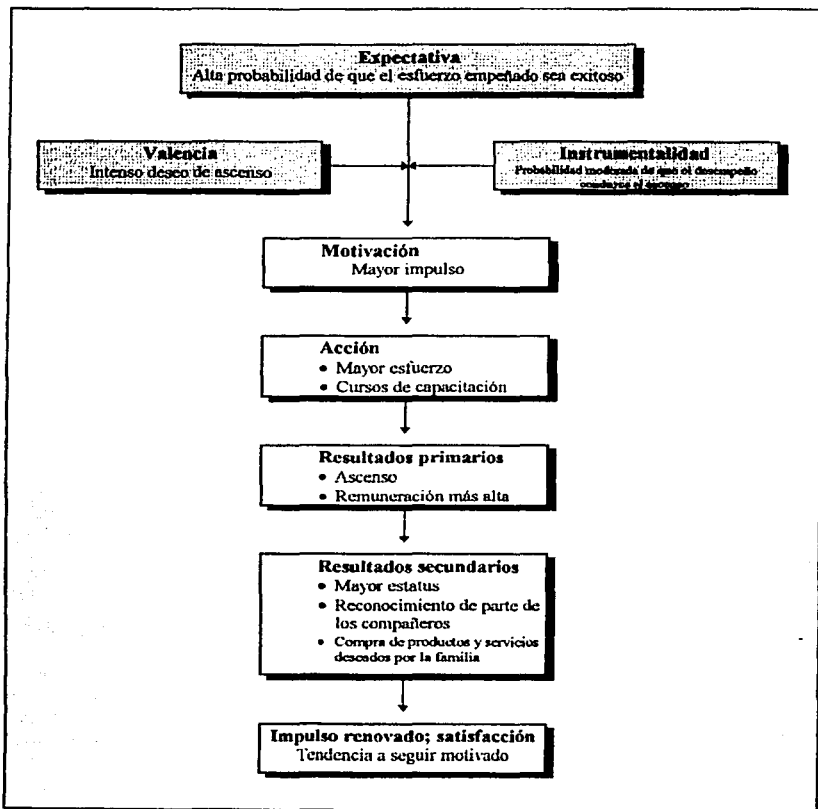 Expectativa
Alta probabilidad de que el esfuerzo empeñado sea exitoso
Valencia
Intenso deseo de ascenso
Instrumentalidad
Probabilidad moderada de que el desempeño
conduzca el ascenso
Motivación
Mayor impulso
Acción
• Mayor esfuerzo
• Cursos de capacitación
Resultados primarios
• Ascenso
• Remuneración más alta
Resultados secundarios
• Mayor estatus
• Reconocimiento de parte de
los compañeros
• Compra de productos y servicios
deseados por la familia
Impulso renovado; satisfacción
Tendencia a seguir motivado